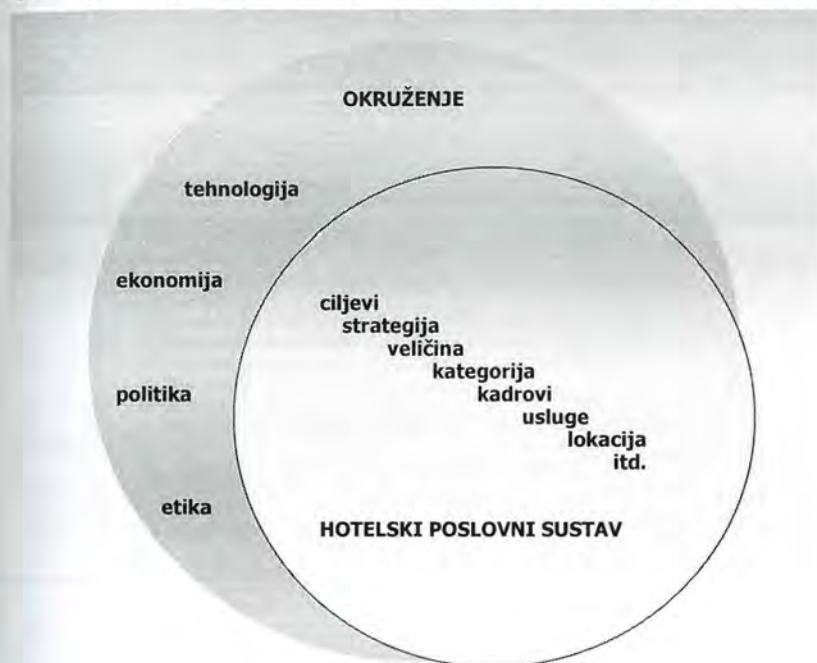 OKRUŽENJE
tehnologija
ekonomija
ciljevi
strategija
veličina
kategorija
politika
kadrovi
usluge
lokacija
itd.
etika
HOTELSKI POSLOVNI SUSTAV